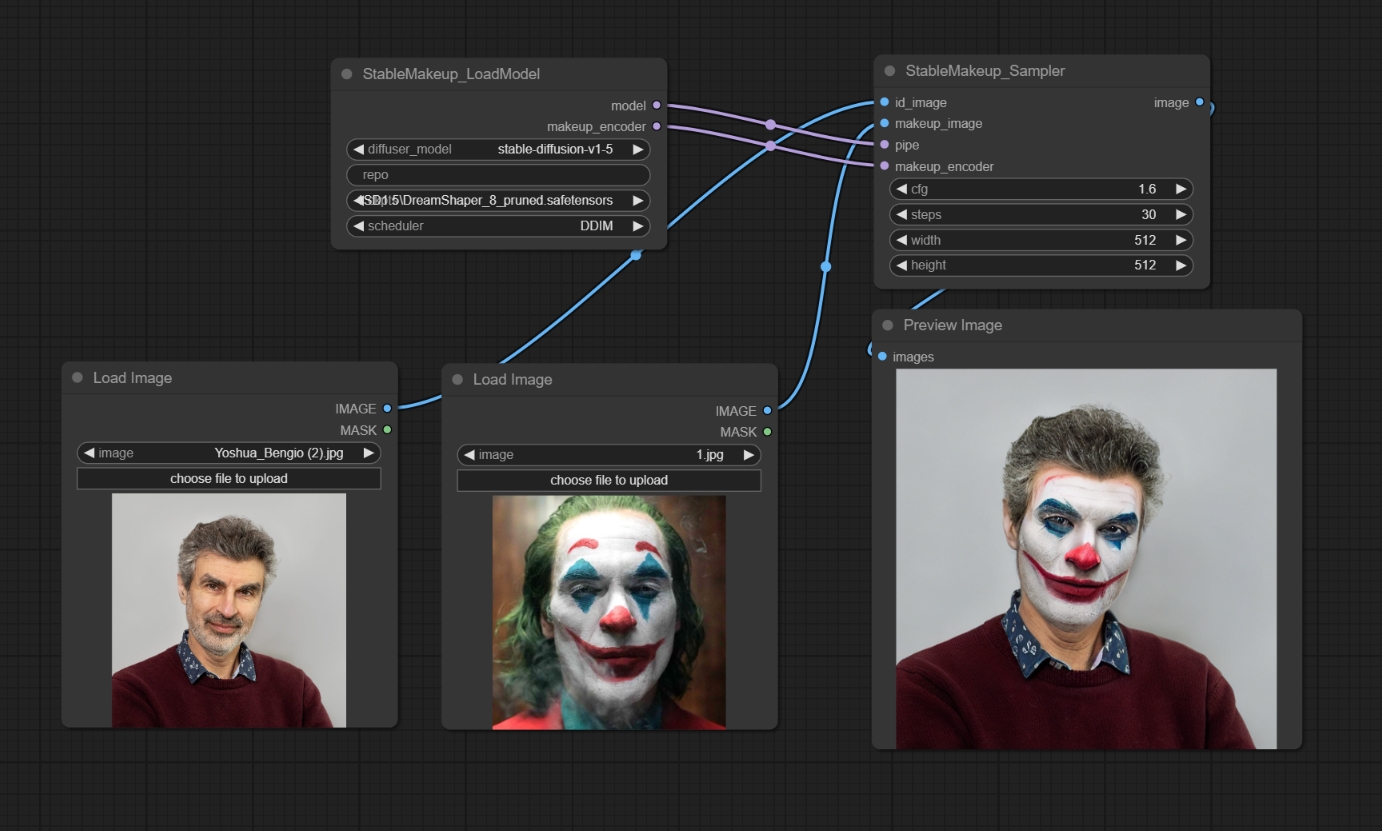 StableMakeup_LoadModel
model
makeup_encoder
diffuser_model stable-diffusion-v1-5
repo
\DreamShaper_8_pruned.safetensors
scheduler DDIM
StableMakeup_Sampler
id_image image
makeup_image
pipe
makeup_encoder
cfg 1.6
steps 30
width 512
height 512
Load Image
IMAGE
MASK
image Yoshua_Bengio (2).jpg
choose file to upload
Load Image
IMAGE
MASK
image 1.jpg
choose file to upload
Preview Image
images